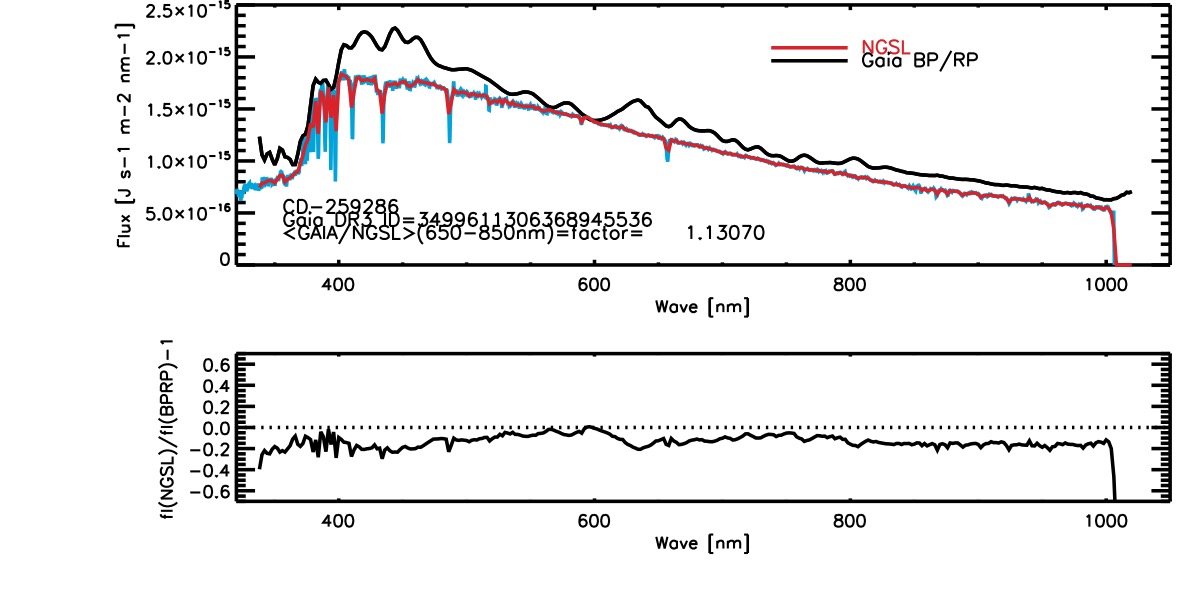 2.5×10−15
2.0×10−15
1.5×10−15
1.0×10−15
5.0×10−16
0
Flux [J s−1 m−2 nm−1]
NGSL
Gaia BP/RP
CD−259286
Gaia DR3 ID=3499611306368945536
<GAIA/NGSL>(650−850nm)=factor= 1.13070
400 600 800 1000
Wave [nm]
fl(NGSL)/fl(BPRP)−1
0.6
0.4
0.2
0.0
−0.2
−0.4
−0.6
400 600 800 1000
Wave [nm]